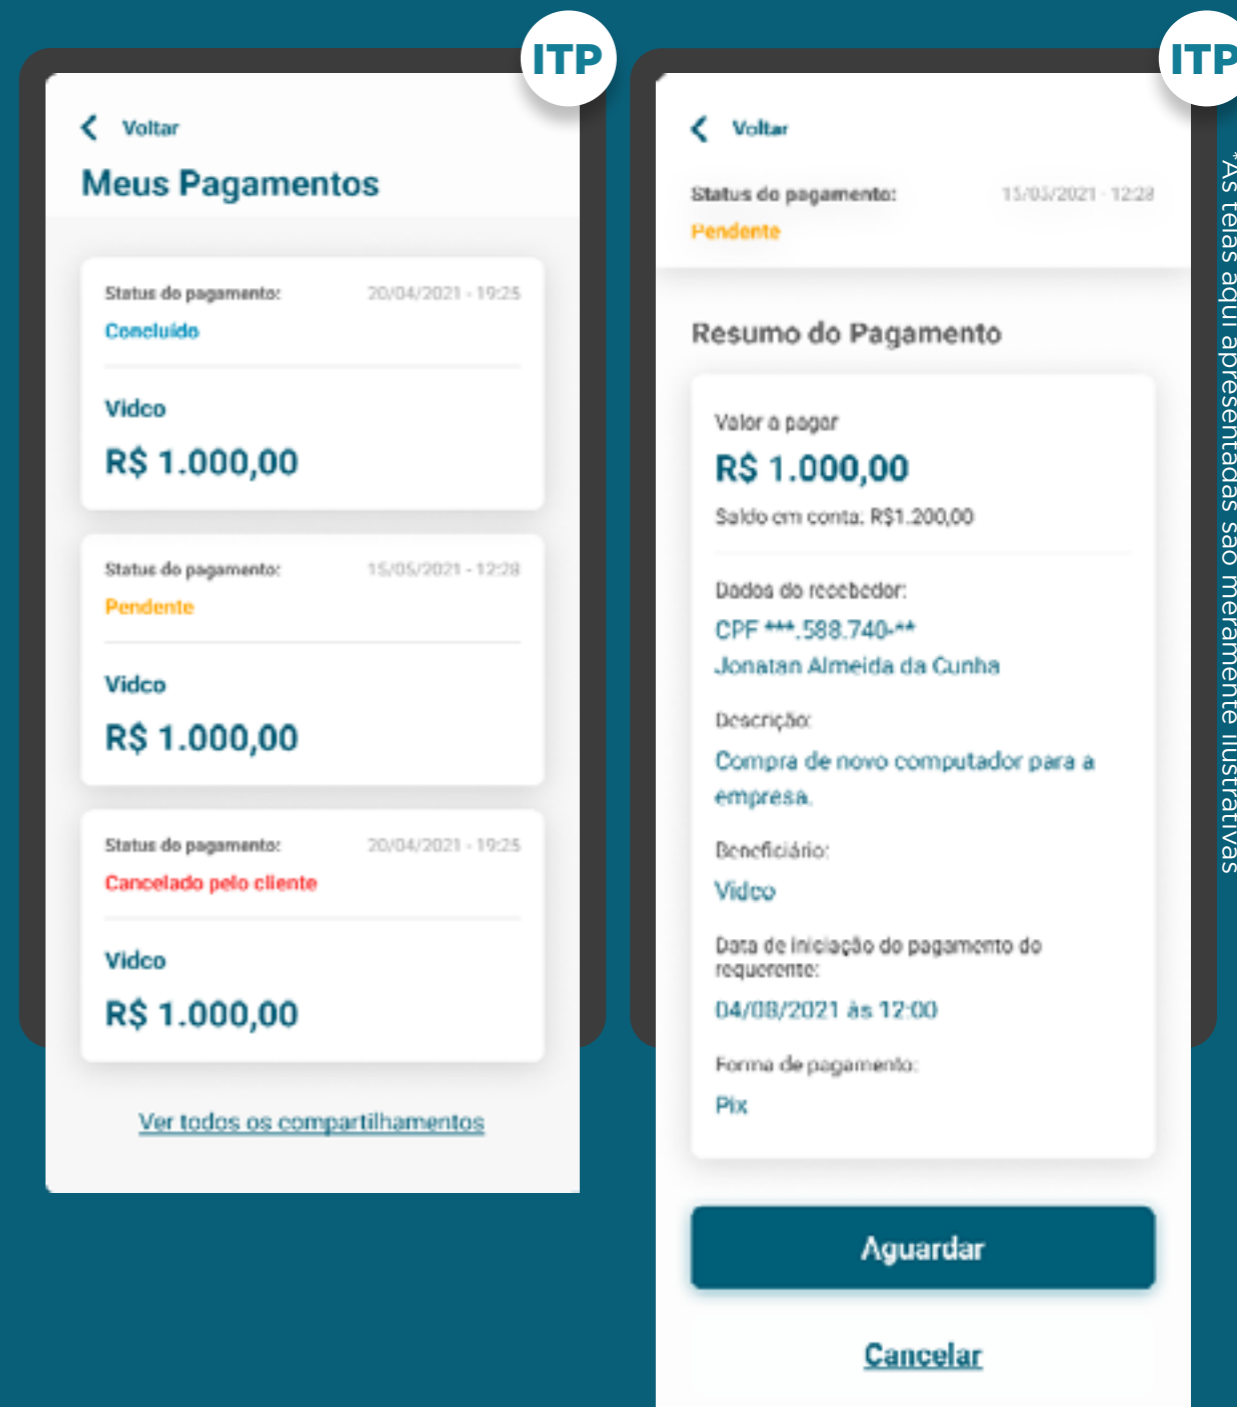 ITP
Voltar
Meus Pagamentos
Status do pagamento:
20/04/2021 - 19:25
Concluído
Vidco
R$ 1.000,00
Status do pagamento:
15/05/2021 - 12:28
Pendente
Vidco
R$ 1.000,00
Status do pagamento:
20/04/2021 - 19:25
Cancelado pelo cliente
Vidco
R$ 1.000,00
Ver todos os compartilhamentos
ITP
Voltar
Status do pagamento:
15/05/2021 - 12:28
Pendente
Resumo do Pagamento
Valor a pagar
R$ 1.000,00
Saldo em conta: R$1.200,00
Dados do recebedor:
CPF ***.588.740-**
Jonatan Almeida da Cunha
Descrição:
Compra de novo computador para a
empresa.
Beneficiário:
Vidco
Data de iniciação do pagamento do
requerente:
04/08/2021 às 12:00
Forma de pagamento:
Pix
Aguardar
Cancelar
*As telas aqui apresentadas são meramente ilustrativas